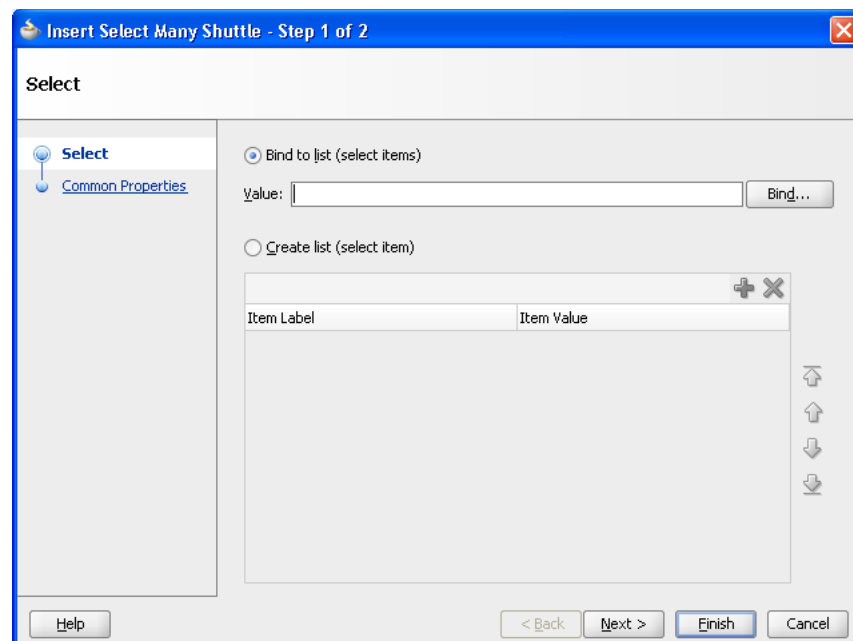 Insert Select Many Shuttle - Step 1 of 2
Select
Select
Common Properties
Bind to list (select items)
Value: Bind...
Create list (select item)
Item Label Item Value
Help < Back Next > Finish Cancel